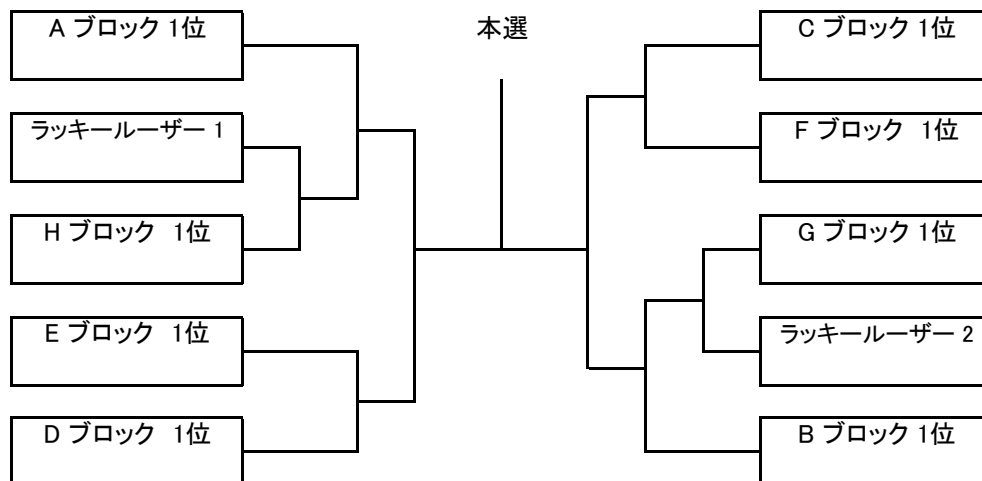 本選
A ブロック 1位
ラッキールーザー 1
H ブロック 1位
E ブロック 1位
D ブロック 1位
C ブロック 1位
F ブロック 1位
G ブロック 1位
ラッキールーザー 2
B ブロック 1位